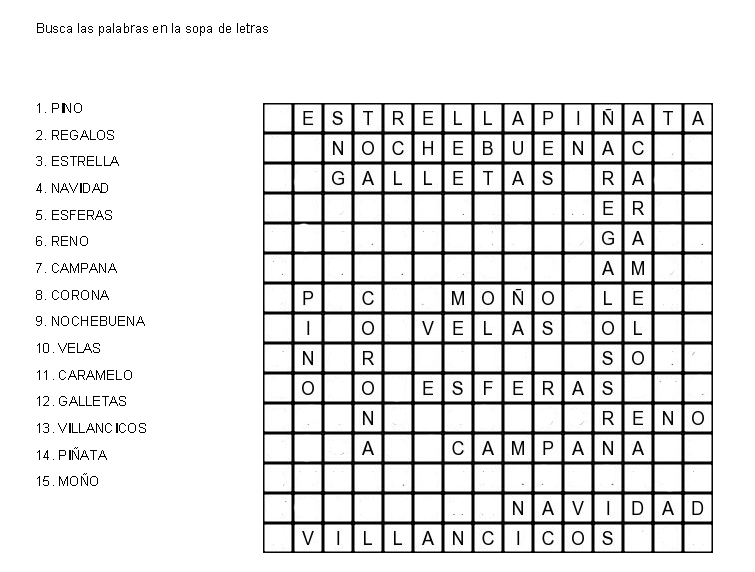 Busca las palabras en la sopa de letras
1. PINO
2. REGALOS
3. ESTRELLA
4. NAVIDAD
5. ESFERAS
6. RENO
7. CAMPANA
8. CORONA
9. NOCHEBUENA
10. VELAS
11. CARAMELO
12. GALLETAS
13. VILLANCICOS
14. PIÑATA
15. MOÑO
E S T R E L L A P I Ñ A T A
N O C H E B U E N A C
G A L L E T A S R A
E R
G A
A M
P C M O Ñ O L E
I O V E L A S O L
N R S O
O O E S F E R A S
N R E N O
A C A M P A N A
N A V I D A D
V I L L A N C I C O S